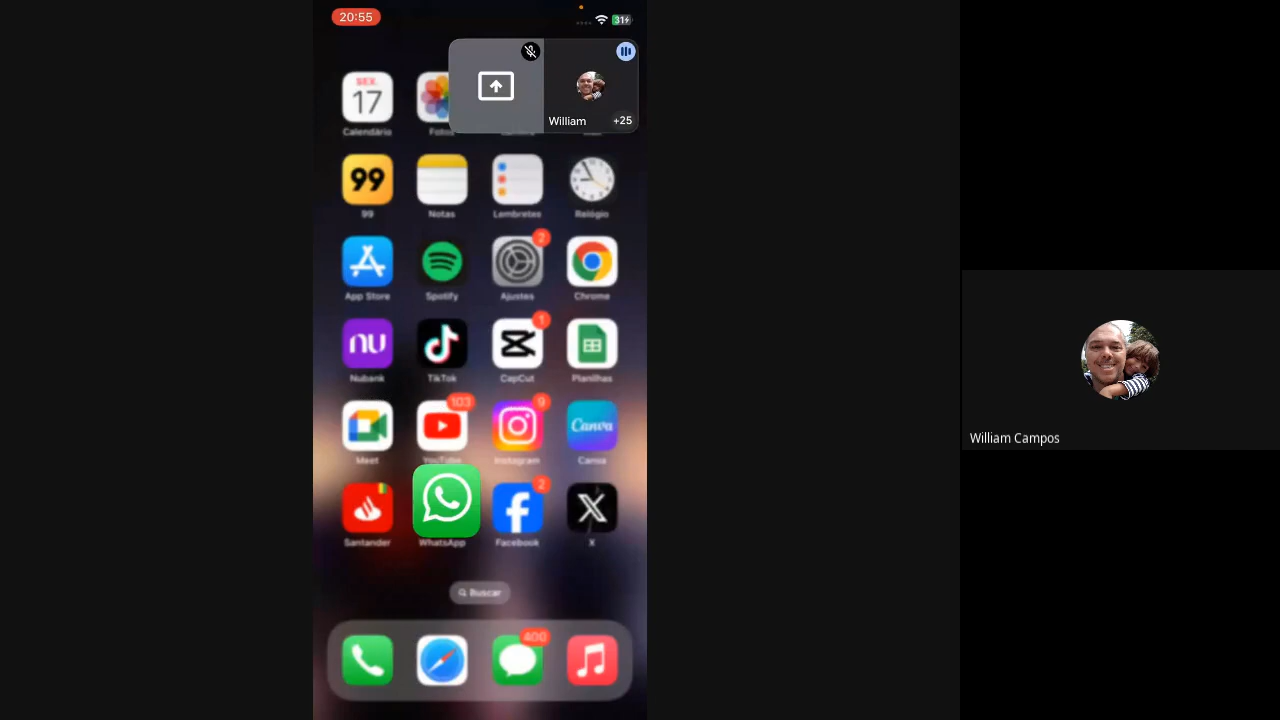 20:55
31
William
+25
SEX.
17
Calendário
Fotos
99
99
Notas
Lembretes
Relógio
2
App Store
Spotify
Ajustes
Chrome
nu
1
Nubank
TikTok
CapCut
Planilhas
103
9
Canva
Meet
YouTube
Instagram
Canva
2
Santander
WhatsApp
Facebook
X
Buscar
400
William Campos